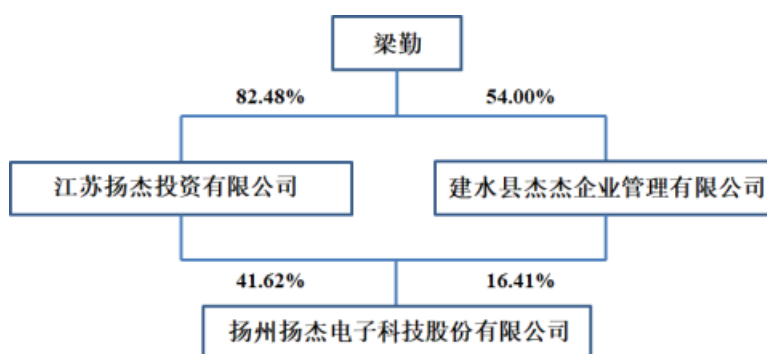 梁勤
82.48%
54.00%
江苏扬杰投资有限公司
建水县杰杰企业管理有限公司
41.62%
16.41%
扬州扬杰电子科技股份有限公司